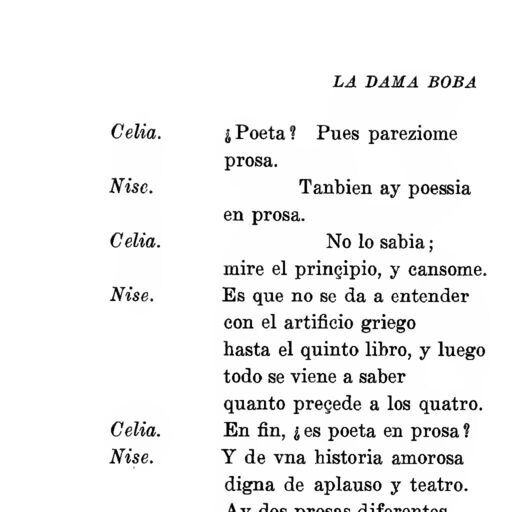 LA DAMA BOBA
Celia. ¿Poeta? Pues pareziome
prosa.
Nise. Tanbien ay poessia
en prosa.
Celia. No lo sabia;
mire el prinçipio, y cansome.
Nise. Es que no se da a entender
con el artificio griego
hasta el quinto libro, y luego
todo se viene a saber
quanto preçede a los quatro.
Celia. En fin, ¿es poeta en prosa?
Nise. Y de vna historia amorosa
digna de aplauso y teatro.
Ay dos prosas diferentes